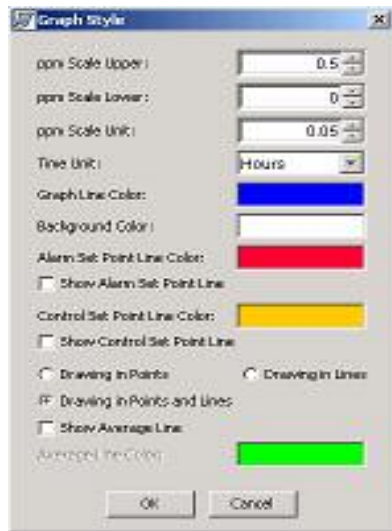 Graph Style
ppm Scale Upper: 0.5
ppm Scale Lower: 0
ppm Scale Unit: 0.05
Time Unit: Hours
Graph Line Color:
Background Color:
Alarm Set Point Line Color:
Show Alarm Set Point Line
Control Set Point Line Color:
Show Control Set Point Line
Drawing in Points Drawing in Lines
Drawing in Points and Lines
Show Average Line
Average Line Color:
OK Cancel